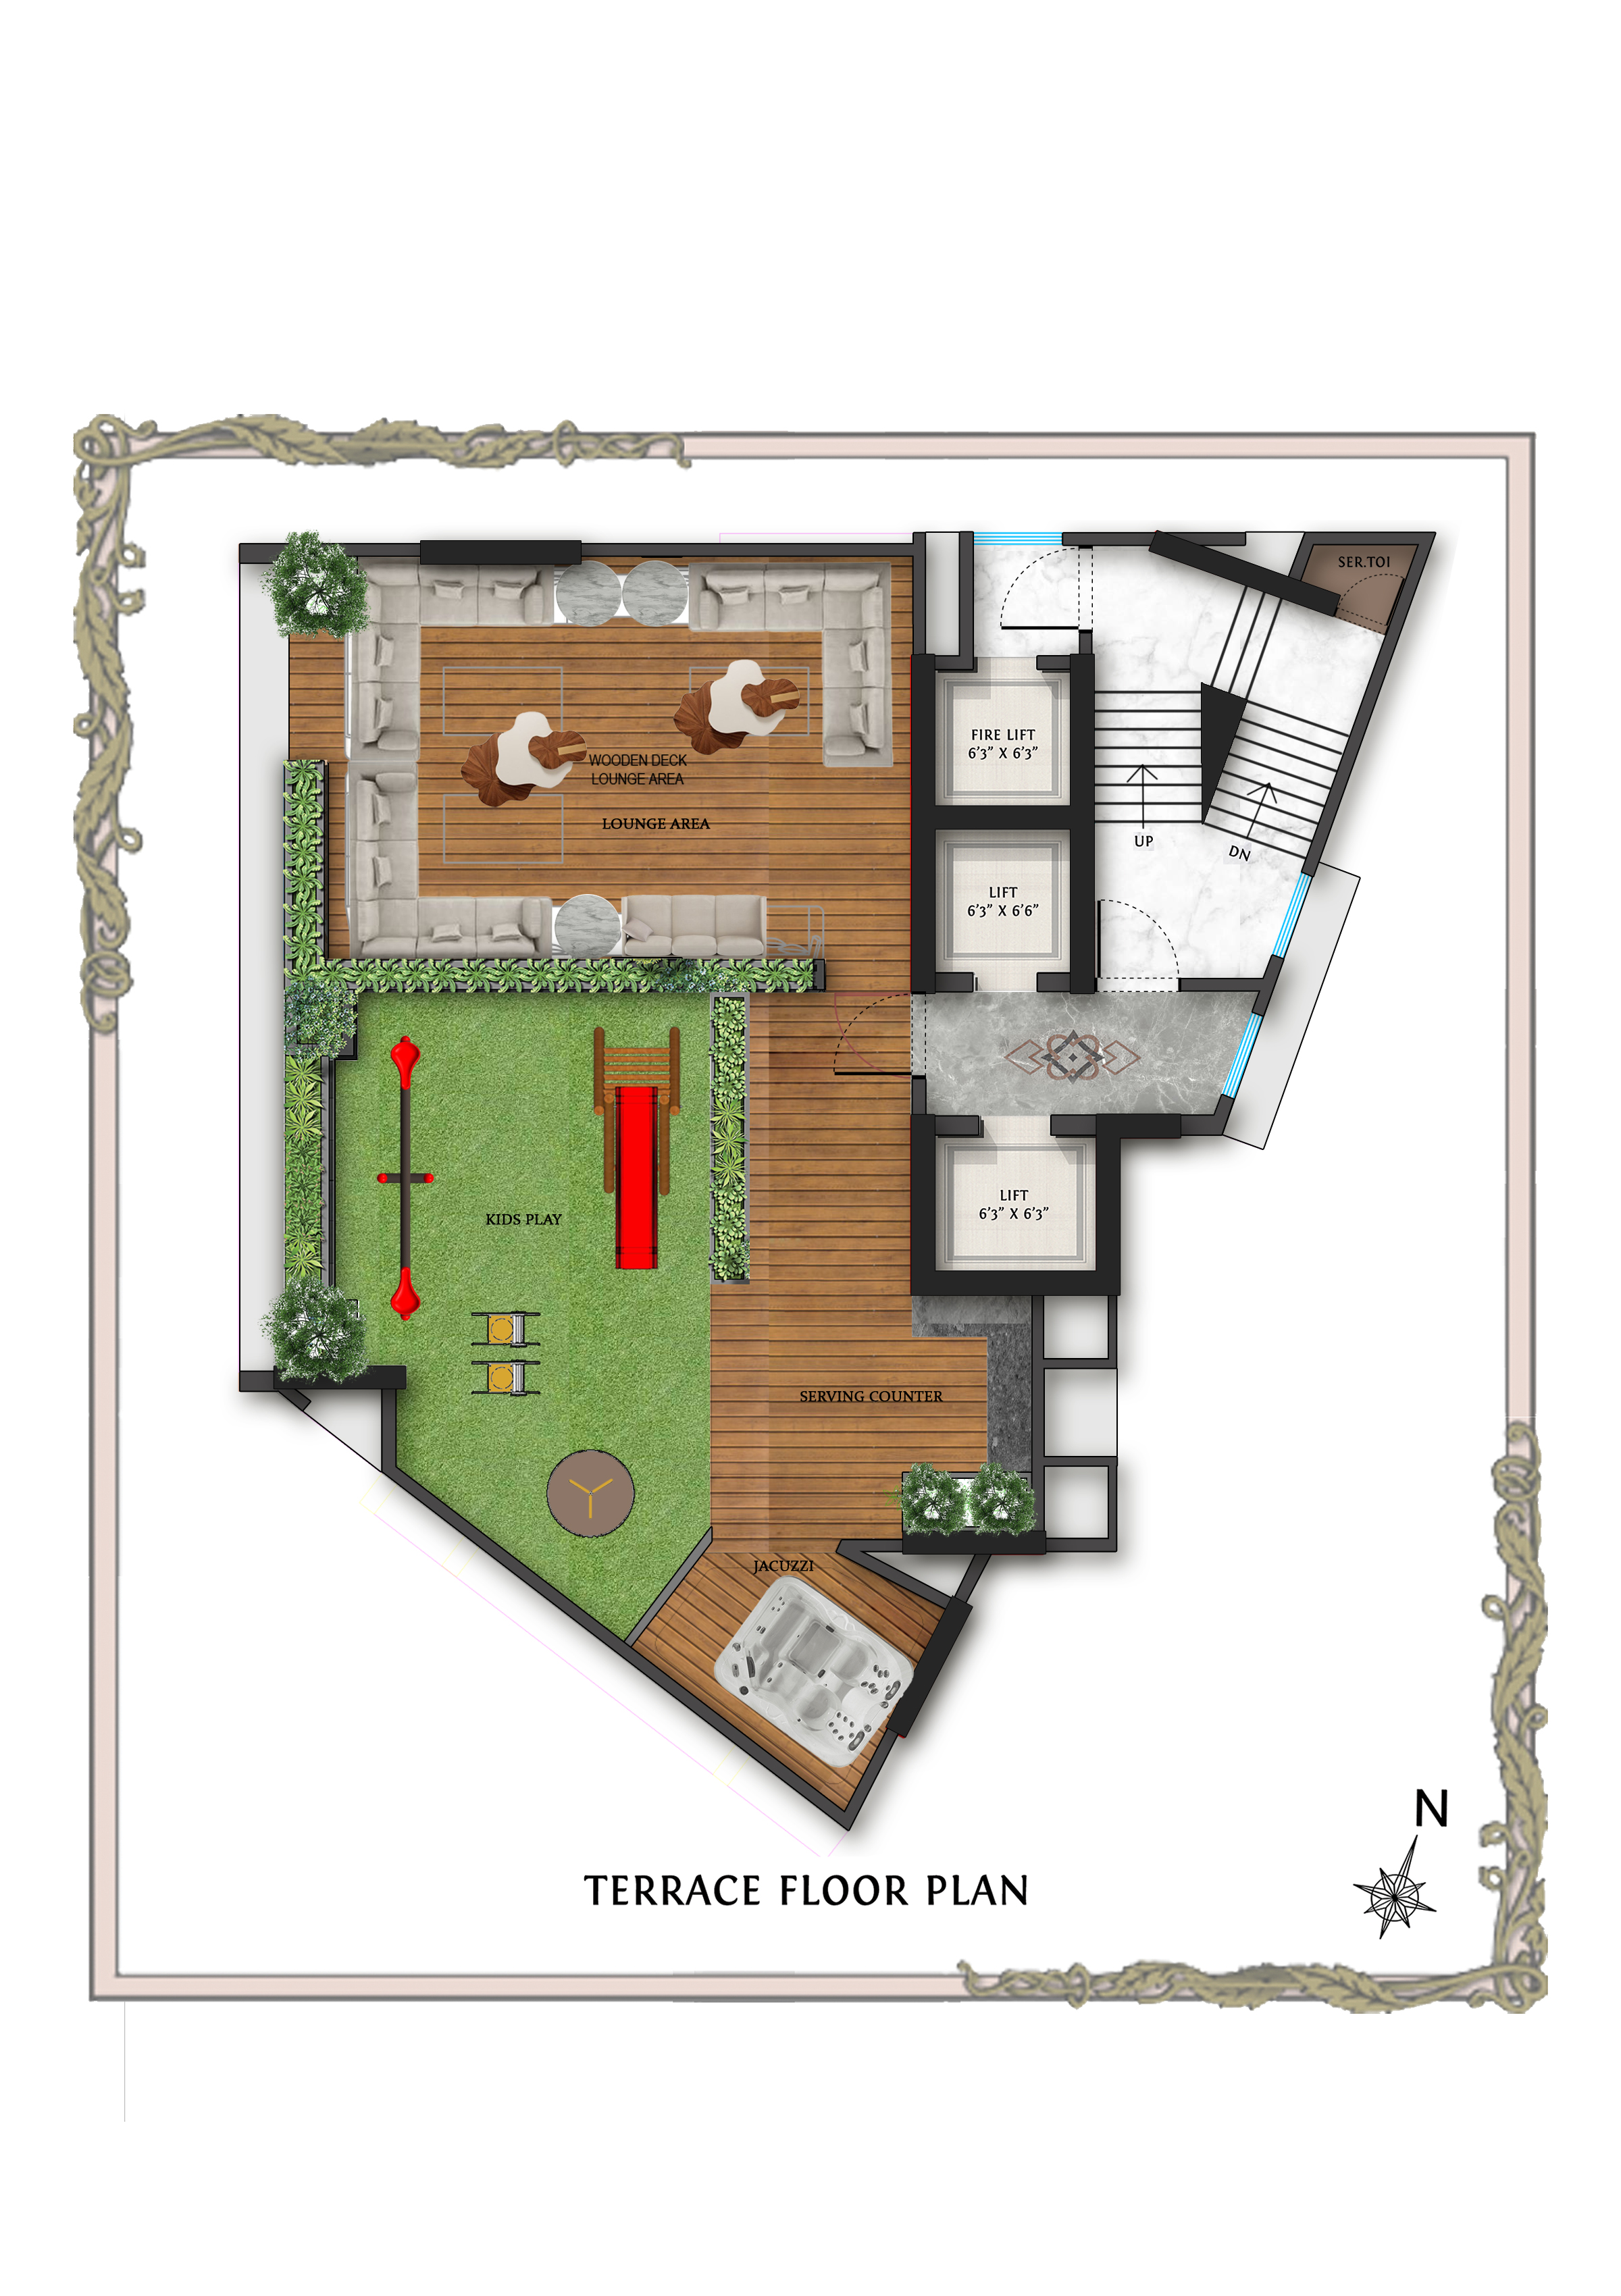 SER.TOI
FIRE LIFT
6'3” X 6'3”
WOODEN DECK
LOUNGE AREA
LOUNGE AREA
UP
DN
LIFT
6'3” X 6'6”
LIFT
6'3” X 6'3”
KIDS PLAY
SERVING COUNTER
JACUZZI
N
TERRACE FLOOR PLAN